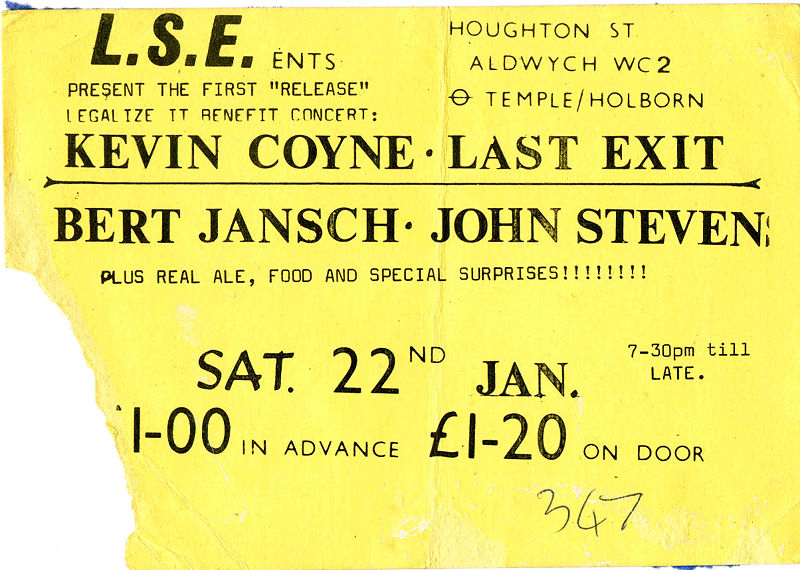 L.S.E. ENTS
HOUGHTON ST
ALDWYCH WC2
TEMPLE/HOLBORN
PRESENT THE FIRST "RELEASE"
LEGALIZE IT BENEFIT CONCERT:
KEVIN COYNE · LAST EXIT
BERT JANSCH · JOHN STEVENS
PLUS REAL ALE, FOOD AND SPECIAL SURPRISES!!!!!!!!
SAT. 22ND JAN.
7-30pm till
LATE.
1-00 IN ADVANCE £1-20 ON DOOR
347